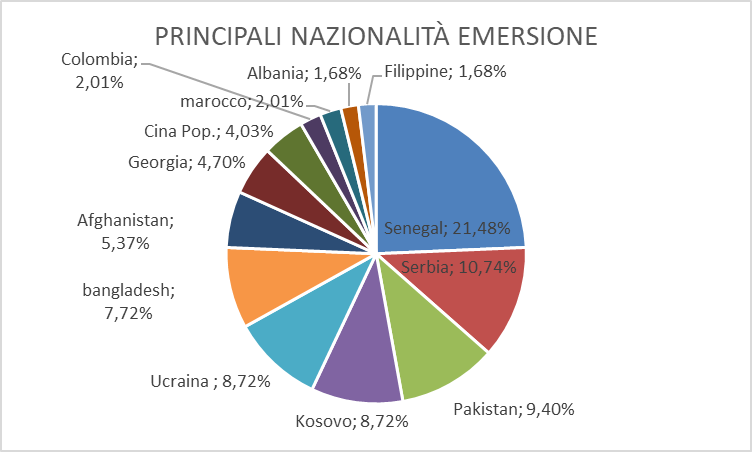 PRINCIPALI NAZIONALITÀ EMERSIONE
Colombia;
2,01%
Albania; 1,68%
Filippine; 1,68%
marocco; 2,01%
Cina Pop.; 4,03%
Georgia; 4,70%
Afghanistan;
5,37%
Senegal; 21,48%
Serbia; 10,74%
bangladesh;
7,72%
Ucraina ; 8,72%
Kosovo; 8,72%
Pakistan; 9,40%